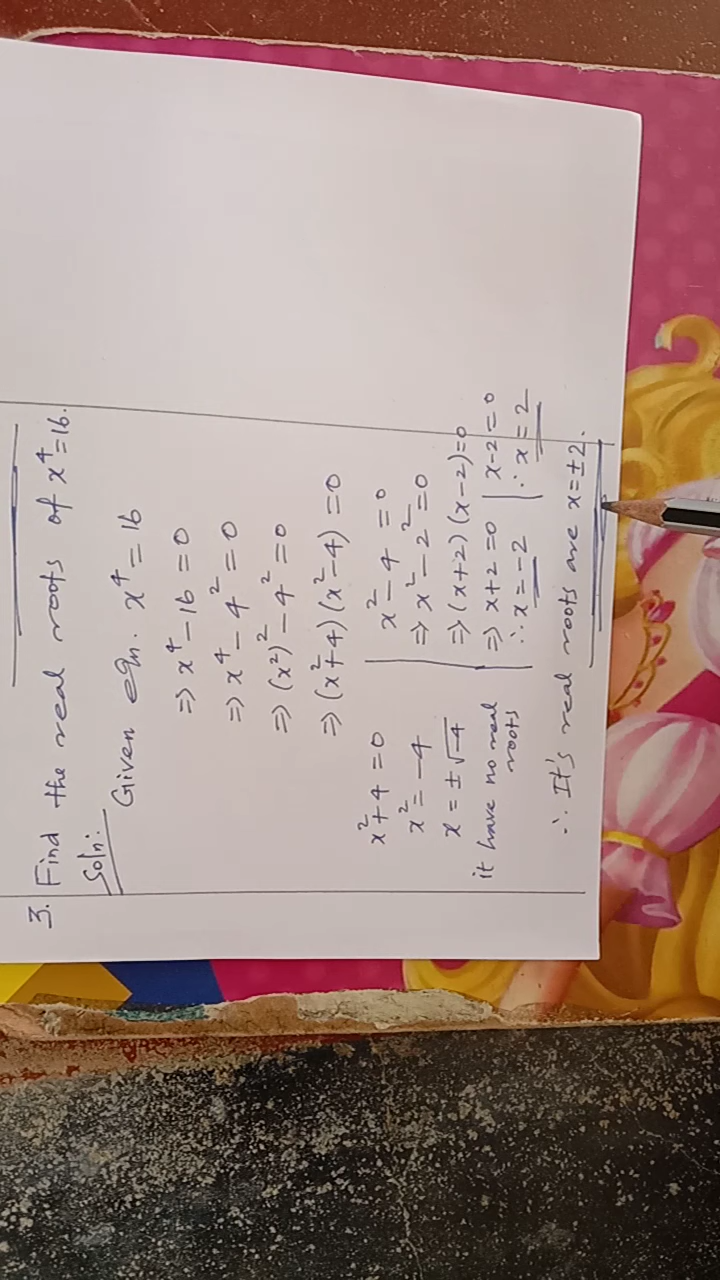 3. Find the real roots of x⁴=16.
Soln:
Given eqn. x⁴ = 16
⇒ x⁴ - 16 = 0
⇒ x⁴ - 4² = 0
⇒ (x²)² - 4² = 0
⇒ (x²+4) (x²-4) = 0
x²+4 = 0
x² = -4
x = ±√-4
it have no real
roots
x² - 4 = 0
⇒ x² - 2² = 0
⇒ (x+2) (x-2) = 0
⇒ x+2 = 0
∴ x = -2
x-2 = 0
∴ x = 2
∴ It's real roots are x=±2.